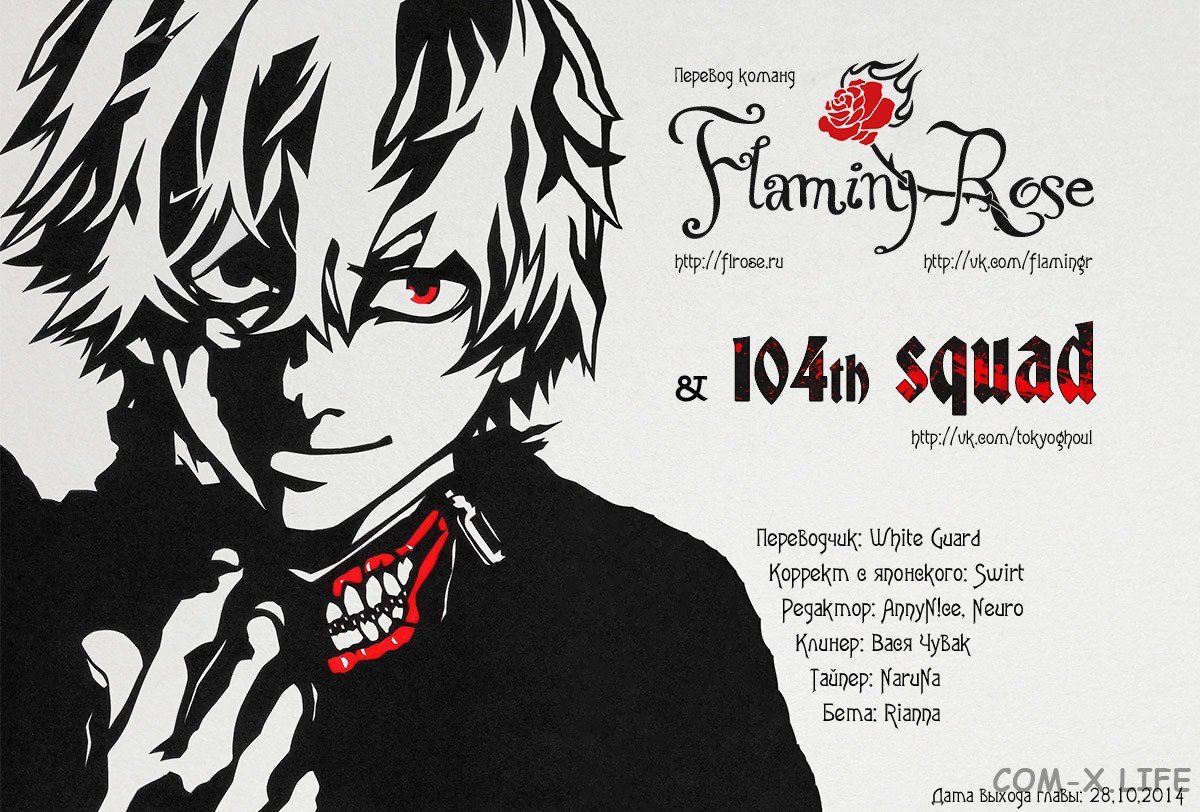 Перевод команд
Flaming Rose
http://flrose.ru
http://vk.com/flamingr
& 104th squad
http://vk.com/tokyoghoul
Переводчик: White Guard
Коррект с японского: Swirt
Редактор: AnnyN!ce, Neuro
Клинер: Вася Чувак
Тайпер: NaruNa
Бета: Rianna
COM-X.LIFE
Дата выхода главы: 28.10.2014